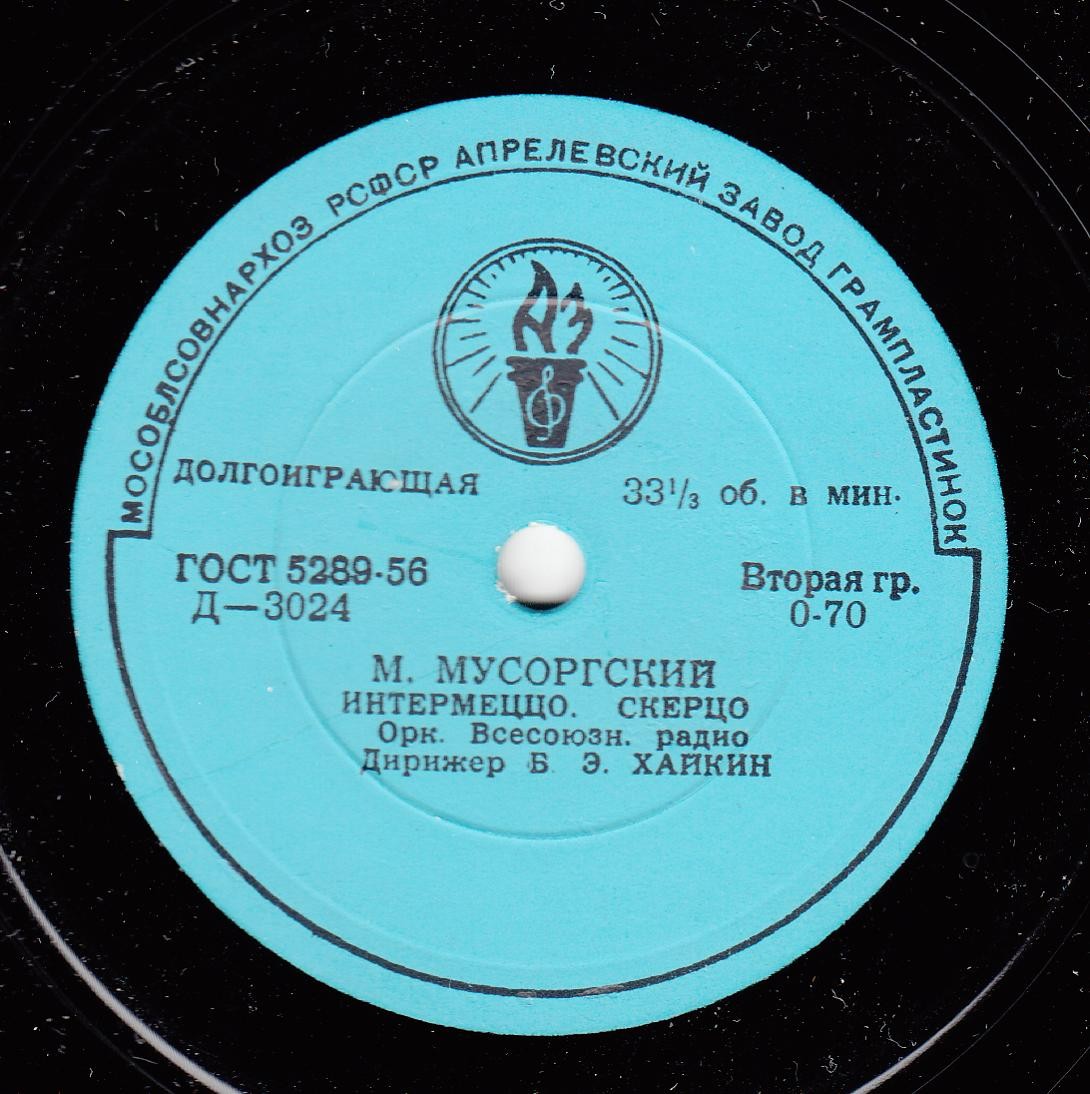 МОСОБЛСОВНАРХОЗ РСФСР АПРЕЛЕВСКИЙ ЗАВОД ГРАМПЛАСТИНОК
ДОЛГОИГРАЮЩАЯ
33⅓ об. в мин.
ГОСТ 5289-56
Вторая гр.
Д—3024
0-70
М. МУСОРГСКИЙ
ИНТЕРМЕЦЦО. СКЕРЦО
Орк. Всесоюзн. радио
Дирижер Б. Э. ХАЙКИН